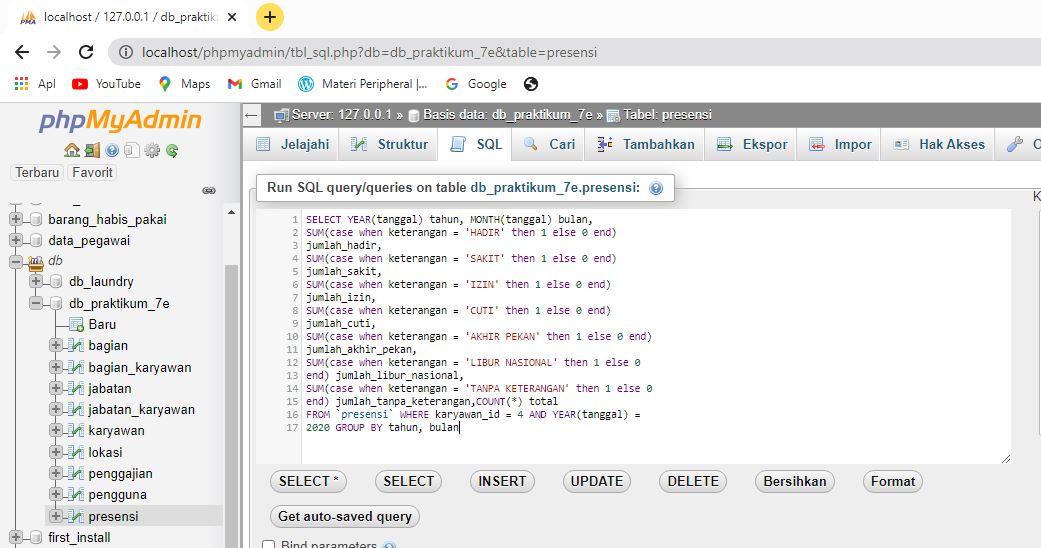 localhost / 127.0.0.1 / db_praktik
localhost/phpmyadmin/tbl_sql.php?db=db_praktikum_7e&table=presensi
Apl YouTube Maps Gmail Materi Peripheral |... Google
phpMyAdmin
Terbaru Favorit
barang_habis_pakai
data_pegawai
db
db_laundry
db_praktikum_7e
Baru
bagian
bagian_karyawan
jabatan
jabatan_karyawan
karyawan
lokasi
penggajian
pengguna
presensi
first_install
Server: 127.0.0.1 » Basis data: db_praktikum_7e » Tabel: presensi
Jelajahi Struktur SQL Cari Tambahkan Ekspor Impor Hak Akses O
Run SQL query/queries on table db_praktikum_7e.presensi:
K
1 SELECT YEAR(tanggal) tahun, MONTH(tanggal) bulan,
2 SUM(case when keterangan = 'HADIR' then 1 else 0 end)
3 jumlah_hadir,
4 SUM(case when keterangan = 'SAKIT' then 1 else 0 end)
5 jumlah_sakit,
6 SUM(case when keterangan = 'IZIN' then 1 else 0 end)
7 jumlah_izin,
8 SUM(case when keterangan = 'CUTI' then 1 else 0 end)
9 jumlah_cuti,
10 SUM(case when keterangan = 'AKHIR PEKAN' then 1 else 0 end)
11 jumlah_akhir_pekan,
12 SUM(case when keterangan = 'LIBUR NASIONAL' then 1 else 0
13 end) jumlah_libur_nasional,
14 SUM(case when keterangan = 'TANPA KETERANGAN' then 1 else 0
15 end) jumlah_tanpa_keterangan,COUNT(*) total
16 FROM `presensi` WHERE karyawan_id = 4 AND YEAR(tanggal) =
17 2020 GROUP BY tahun, bulan
SELECT * SELECT INSERT UPDATE DELETE Bersihkan Format
Get auto-saved query
Bind parameters